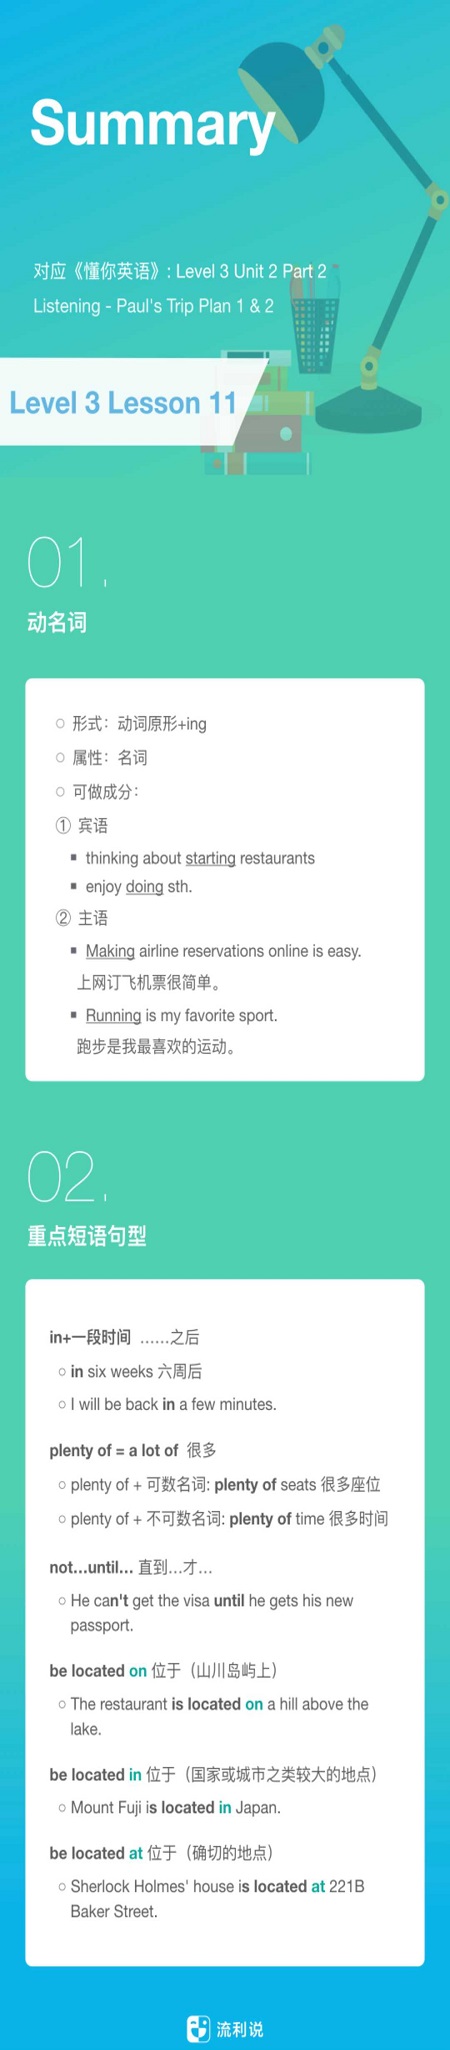 Summary
对应《懂你英语》: Level 3 Unit 2 Part 2
Listening - Paul's Trip Plan 1 & 2
Level 3 Lesson 11
01.
动名词
○ 形式：动词原形+ing
○ 属性：名词
○ 可做成分：
① 宾语
▪ thinking about starting restaurants
▪ enjoy doing sth.
② 主语
▪ Making airline reservations online is easy.
上网订飞机票很简单。
▪ Running is my favorite sport.
跑步是我最喜欢的运动。
02.
重点短语句型
in+一段时间 ……之后
○ in six weeks 六周后
○ I will be back in a few minutes.
plenty of = a lot of 很多
○ plenty of + 可数名词: plenty of seats 很多座位
○ plenty of + 不可数名词: plenty of time 很多时间
not...until... 直到…才…
○ He can't get the visa until he gets his new
passport.
be located on 位于（山川岛屿上）
○ The restaurant is located on a hill above the
lake.
be located in 位于（国家或城市之类较大的地点）
○ Mount Fuji is located in Japan.
be located at 位于（确切的地点）
○ Sherlock Holmes' house is located at 221B
Baker Street.
流利说